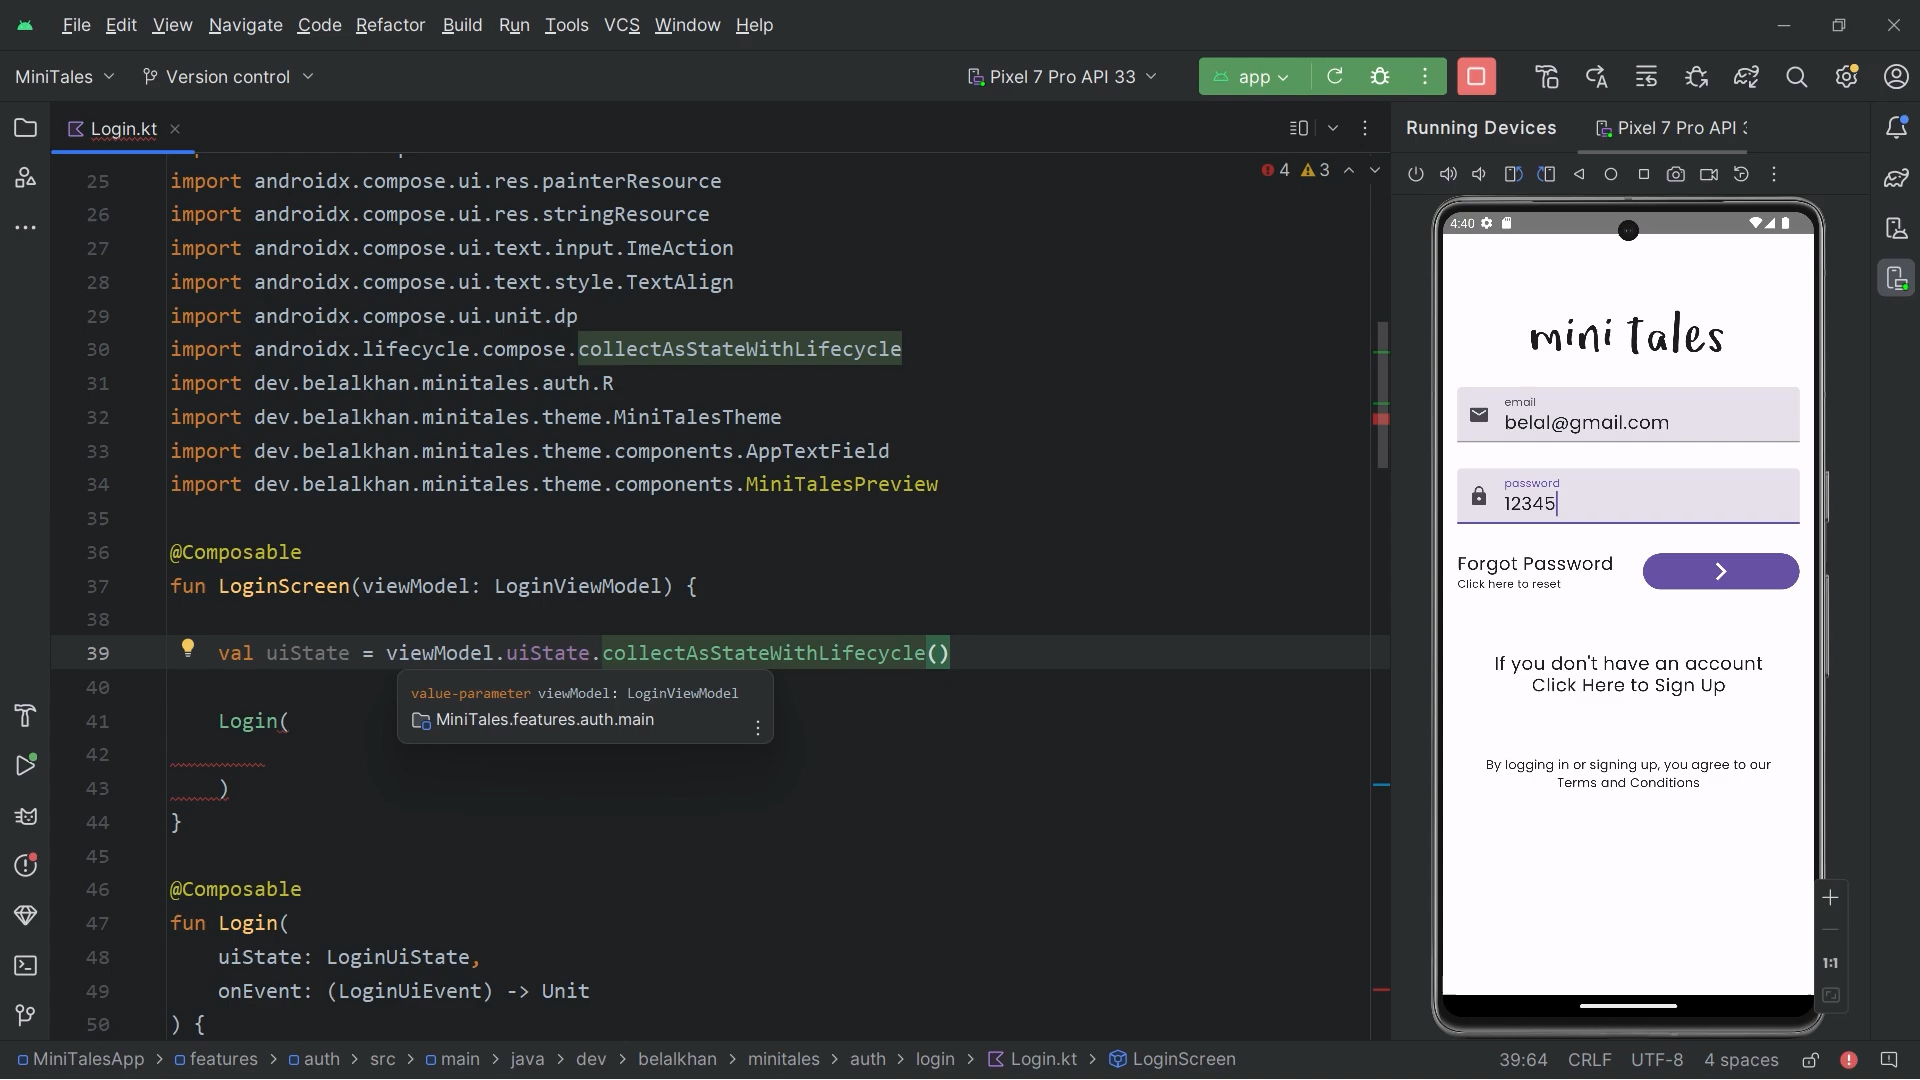 File Edit View Navigate Code Refactor Build Run Tools VCS Window Help
MiniTales Version control Pixel 7 Pro API 33 app
Login.kt Running Devices Pixel 7 Pro API
4 3
25 import androidx.compose.ui.res.painterResource
26 import androidx.compose.ui.res.stringResource
27 import androidx.compose.ui.text.input.ImeAction
28 import androidx.compose.ui.text.style.TextAlign
29 import androidx.compose.ui.unit.dp
30 import androidx.lifecycle.compose.collectAsStateWithLifecycle
31 import dev.belalkhan.minitales.auth.R
32 import dev.belalkhan.minitales.theme.MiniTalesTheme
33 import dev.belalkhan.minitales.theme.components.AppTextField
34 import dev.belalkhan.minitales.theme.components.MiniTalesPreview
35
36 @Composable
37 fun LoginScreen(viewModel: LoginViewModel) {
38
39 val uiState = viewModel.uiState.collectAsStateWithLifecycle()
40
value-parameter viewModel: LoginViewModel
MiniTales.features.auth.main
41 Login(
42
43 )
44 }
45
46 @Composable
47 fun Login(
48 uiState: LoginUiState,
49 onEvent: (LoginUiEvent) -> Unit
50 ) {
4:40
mini tales
email
belal@gmail.com
password
12345
Forgot Password
Click here to reset
If you don't have an account
Click Here to Sign Up
By logging in or signing up, you agree to our
Terms and Conditions
1:1
MiniTalesApp > features > auth > src > main > java > dev > belalkhan > minitales > auth > login > Login.kt > LoginScreen 39:64 CRLF UTF-8 4 spaces